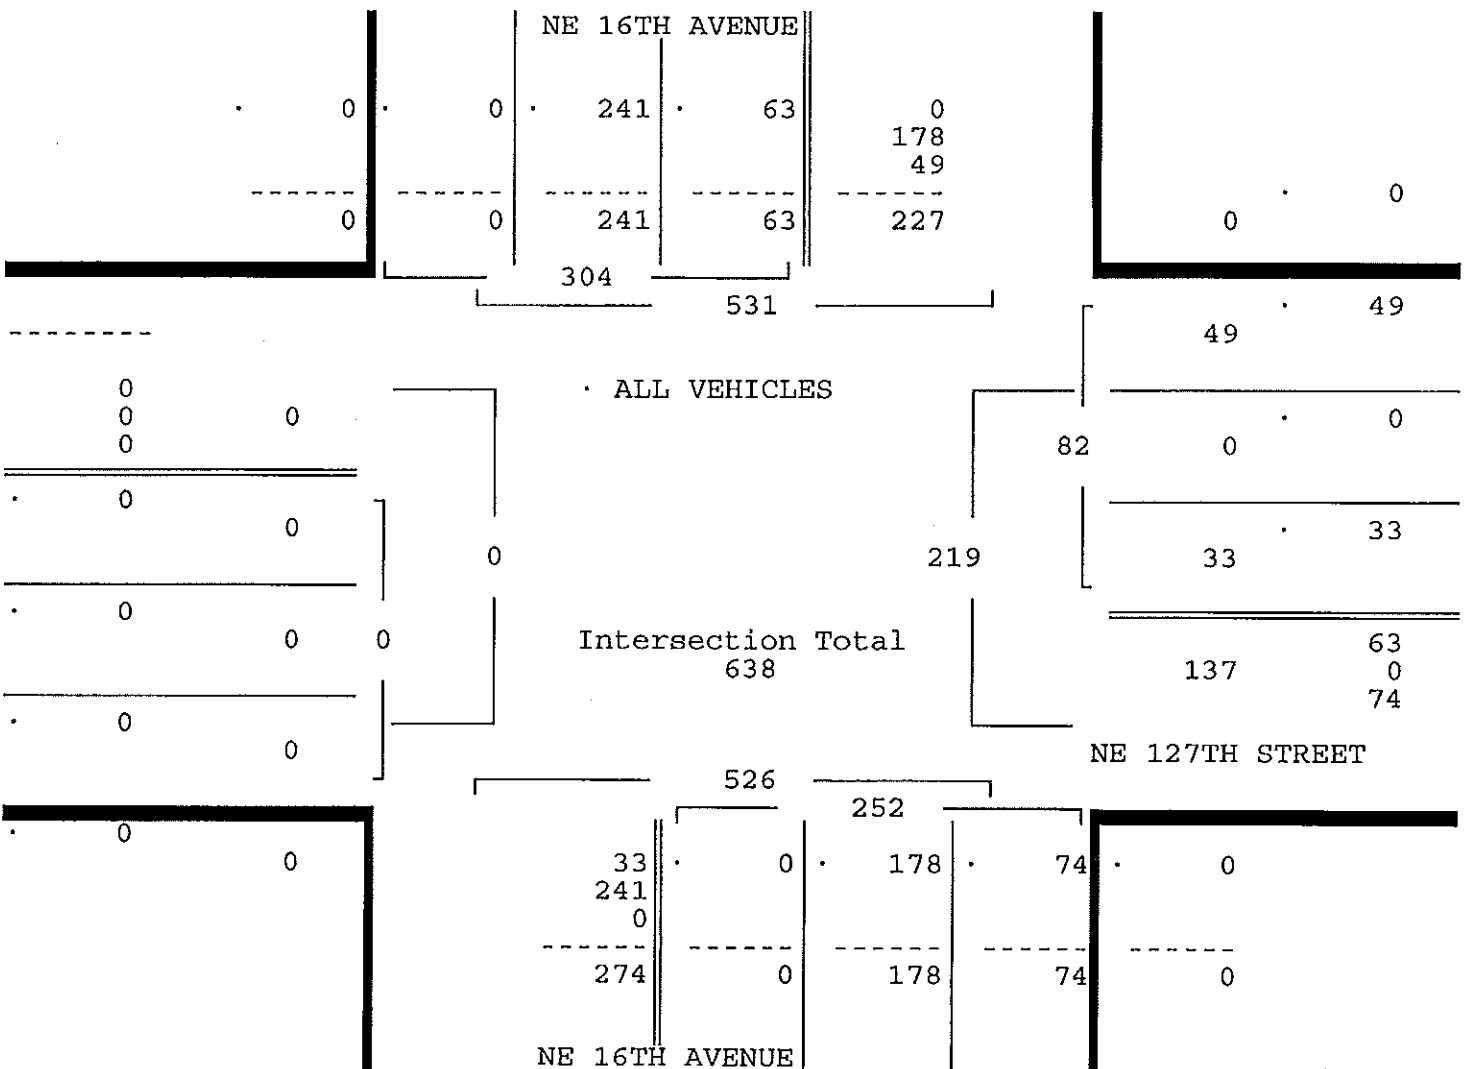 NE 16TH AVENUE
· 0 · 0 · 241 · 63 0
178
49
------ ------ ------ ------ ------
· 0
0 0 241 63 227 0
304
531 · 49
-------- 49
0 · ALL VEHICLES
0 0 · 0
0 82 0
· 0
0 · 33
0 219 33
· 0
0 0 Intersection Total 63
638 137 0
74
· 0
0 NE 127TH STREET
526
252
· 0
0 33 · 0 · 178 · 74 · 0
241
0
------ ------ ------ ------ ------
274 0 178 74 0
NE 16TH AVENUE